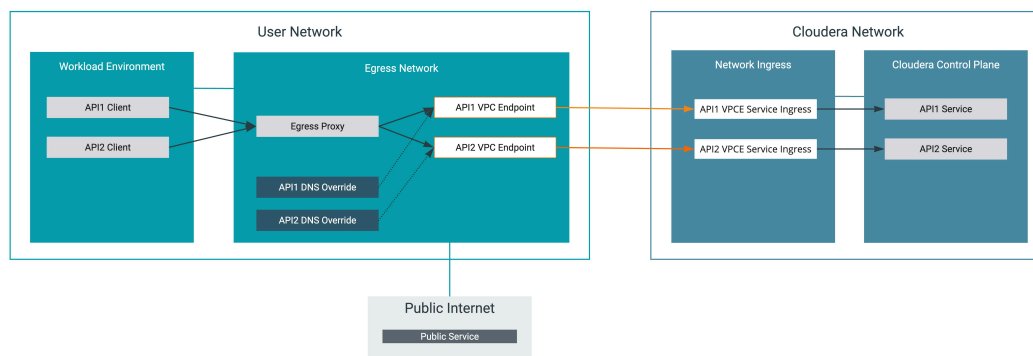 User Network
Workload Environment
API1 Client
API2 Client
Egress Network
Egress Proxy
API1 VPC Endpoint
API2 VPC Endpoint
API1 DNS Override
API2 DNS Override
Cloudera Network
Network Ingress
API1 VPCE Service Ingress
API2 VPCE Service Ingress
Cloudera Control Plane
API1 Service
API2 Service
Public Internet
Public Service